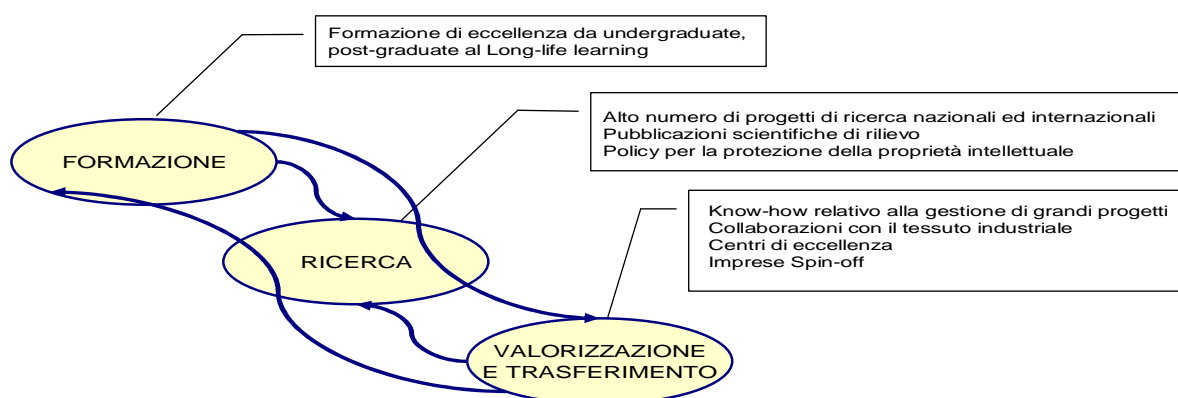 Formazione di eccellenza da undergraduate,
post-graduate al Long-life learning
Alto numero di progetti di ricerca nazionali ed internazionali
Pubblicazioni scientifiche di rilievo
Policy per la protezione della proprietà intellettuale
FORMAZIONE
Know-how relativo alla gestione di grandi progetti
Collaborazioni con il tessuto industriale
Centri di eccellenza
Imprese Spin-off
RICERCA
VALORIZZAZIONE
E TRASFERIMENTO